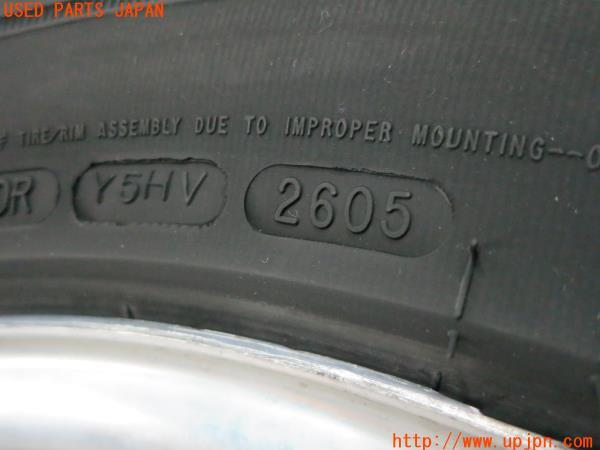 USED PARTS JAPAN
TIRE/RIM ASSEMBLY DUE TO IMPROPER MOUNTING--
Y5HV 2605
http://www.upjpn.com/